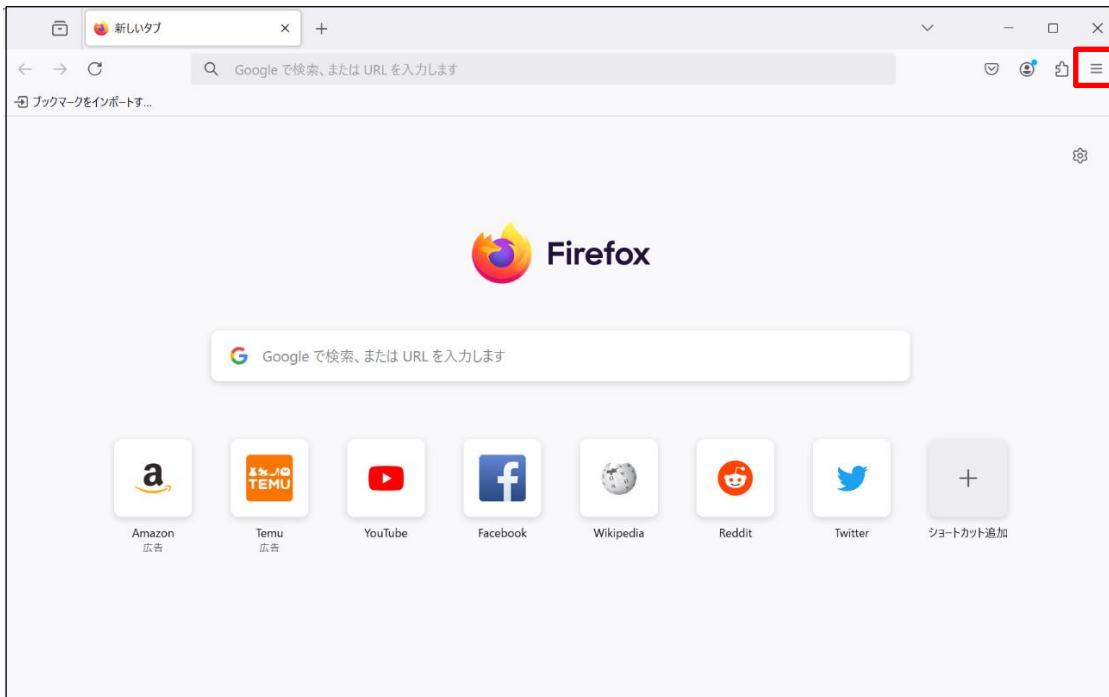 新しいタブ
Google で検索、または URL を入力します
ブックマークをインポートす...
Firefox
Google で検索、または URL を入力します
a
TEMU
f
Amazon
広告
Temu
広告
YouTube
Facebook
Wikipedia
Reddit
Twitter
ショートカット追加